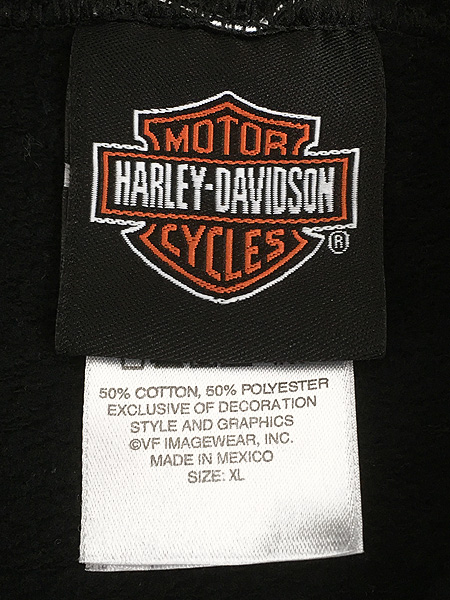 MOTOR
HARLEY-DAVIDSON
CYCLES
®
50% COTTON, 50% POLYESTER
EXCLUSIVE OF DECORATION
STYLE AND GRAPHICS
©VF IMAGEWEAR, INC.
MADE IN MEXICO
SIZE: XL